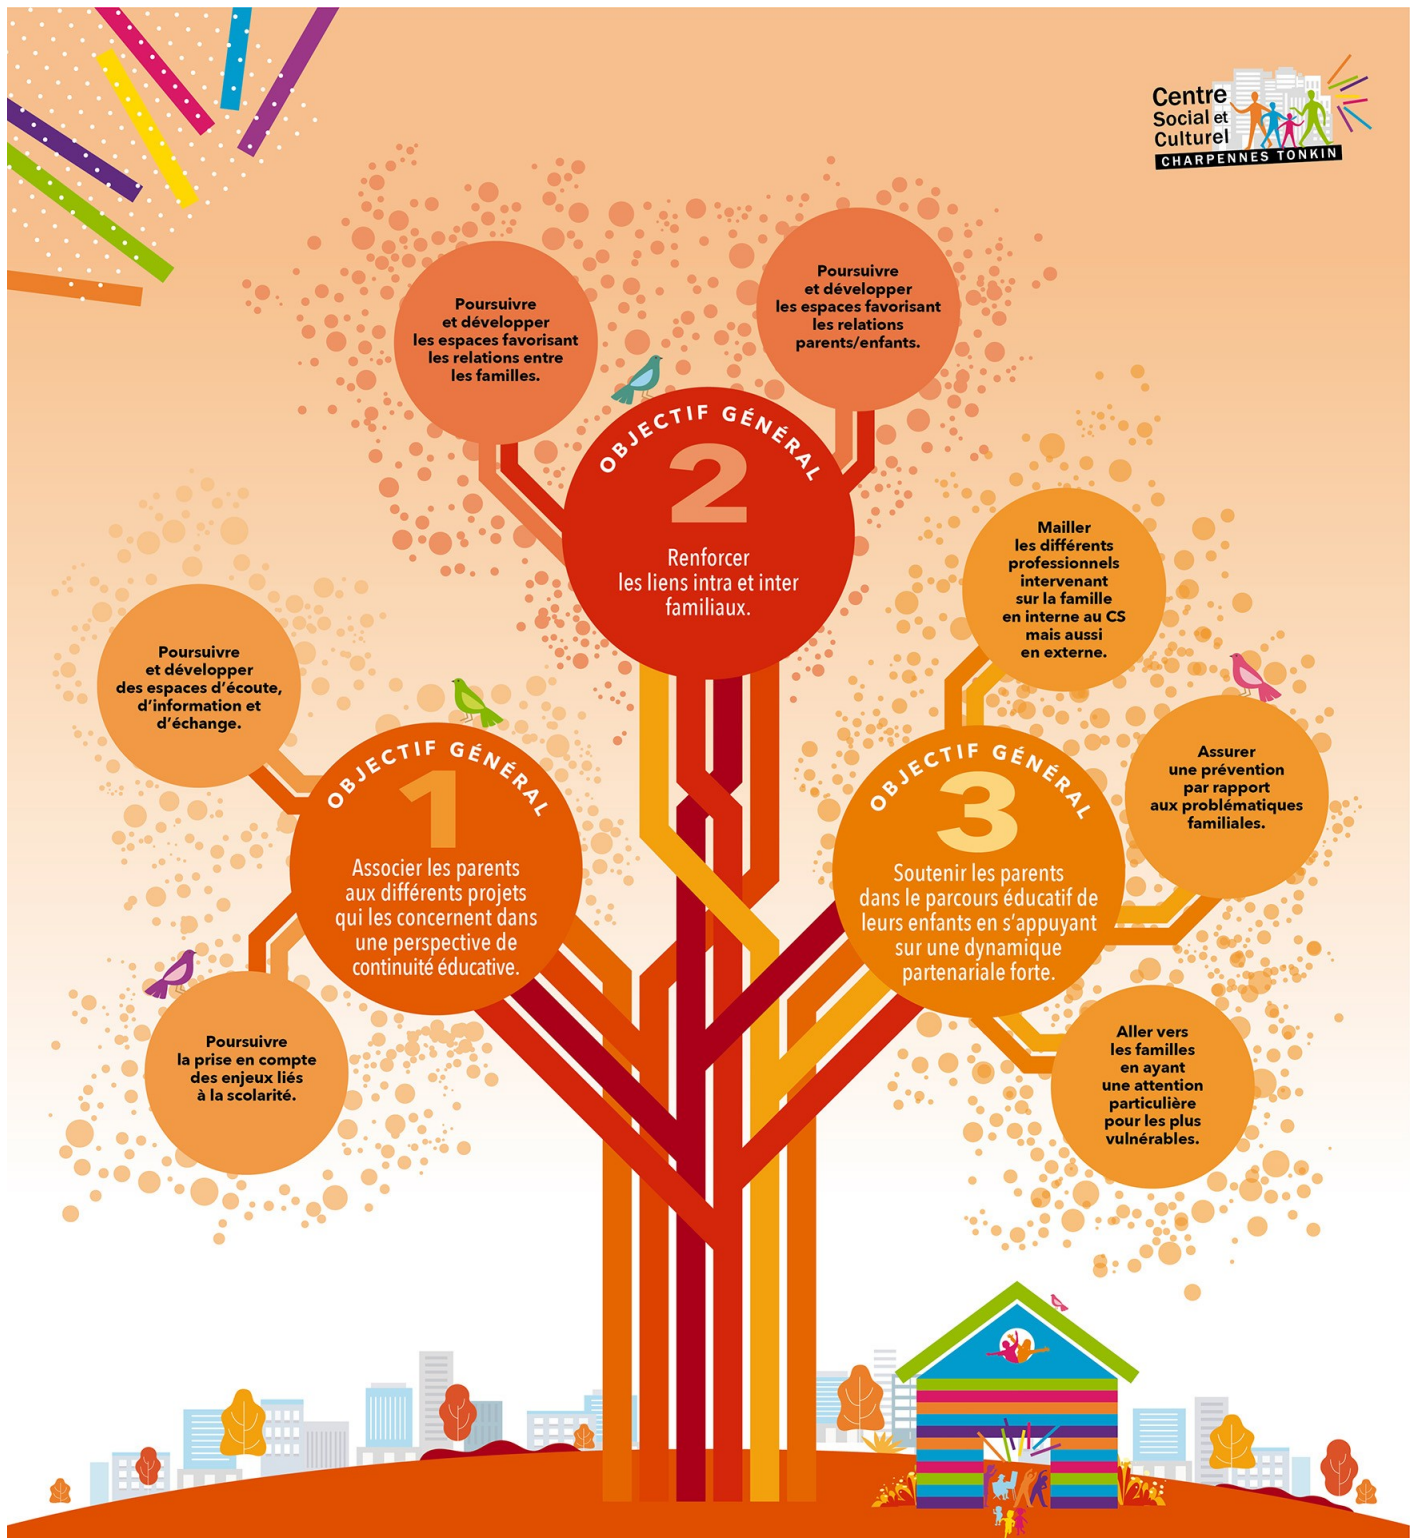 Centre
Social et
Culturel
CHARPENNES TONKIN
Poursuivre
et développer
les espaces favorisant
les relations entre
les familles.
Poursuivre
et développer
les espaces favorisant
les relations
parents/enfants.
OBJECTIF GÉNÉRAL
2
Renforcer
les liens intra et inter
familiaux.
Mailler
les différents
professionnels
intervenant
sur la famille
en interne au CS
mais aussi
en externe.
Poursuivre
et développer
des espaces d’écoute,
d’information et
d’échange.
OBJECTIF GÉNÉRAL
1
Associer les parents
aux différents projets
qui les concernent dans
une perspective de
continuité éducative.
OBJECTIF GÉNÉRAL
3
Soutenir les parents
dans le parcours éducatif de
leurs enfants en s’appuyant
sur une dynamique
partenariale forte.
Assurer
une prévention
par rapport
aux problématiques
familiales.
Poursuivre
la prise en compte
des enjeux liés
à la scolarité.
Aller vers
les familles
en ayant
une attention
particulière
pour les plus
vulnérables.